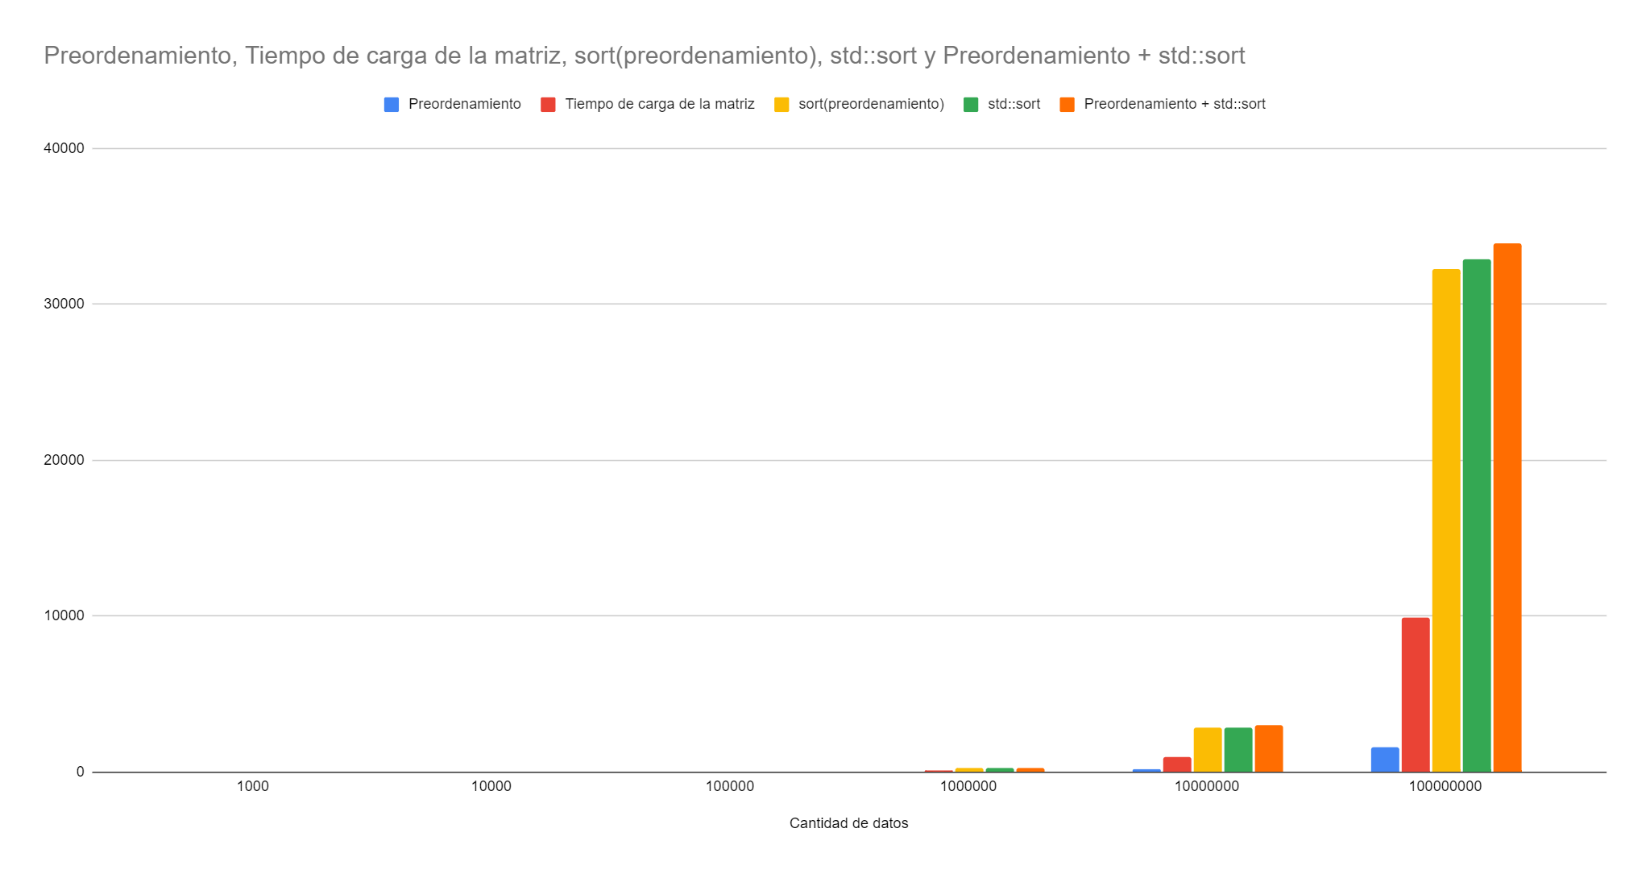 Preordenamiento, Tiempo de carga de la matriz, sort(preordenamiento), std::sort y Preordenamiento + std::sort
Preordenamiento Tiempo de carga de la matriz sort(preordenamiento) std::sort Preordenamiento + std::sort
40000
30000
20000
10000
0
1000 10000 100000 1000000 10000000 100000000
Cantidad de datos